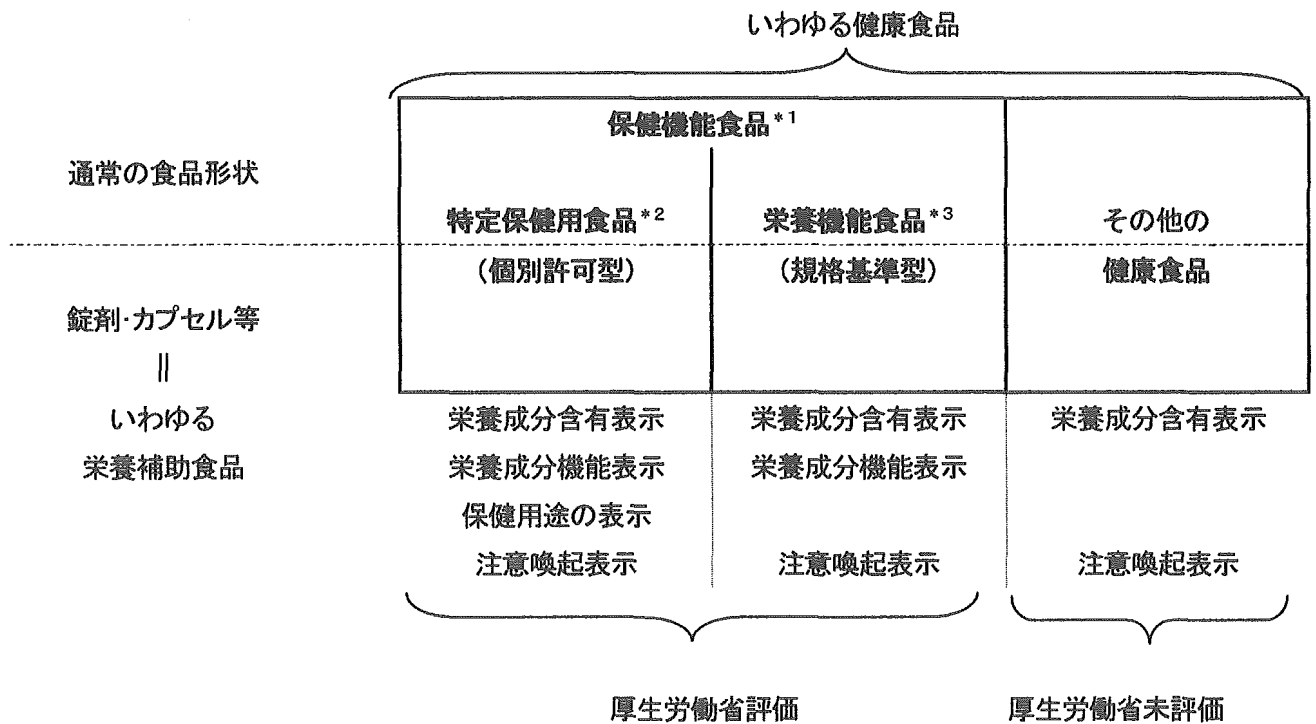 いわゆる健康食品
保健機能食品*1
通常の食品形状
特定保健用食品*2 栄養機能食品*3 その他の
(個別許可型) (規格基準型) 健康食品
錠剤・カプセル等
||
いわゆる 栄養成分含有表示 栄養成分含有表示 栄養成分含有表示
栄養補助食品 栄養成分機能表示 栄養成分機能表示
保健用途の表示
注意喚起表示 注意喚起表示 注意喚起表示
厚生労働省評価 厚生労働省未評価